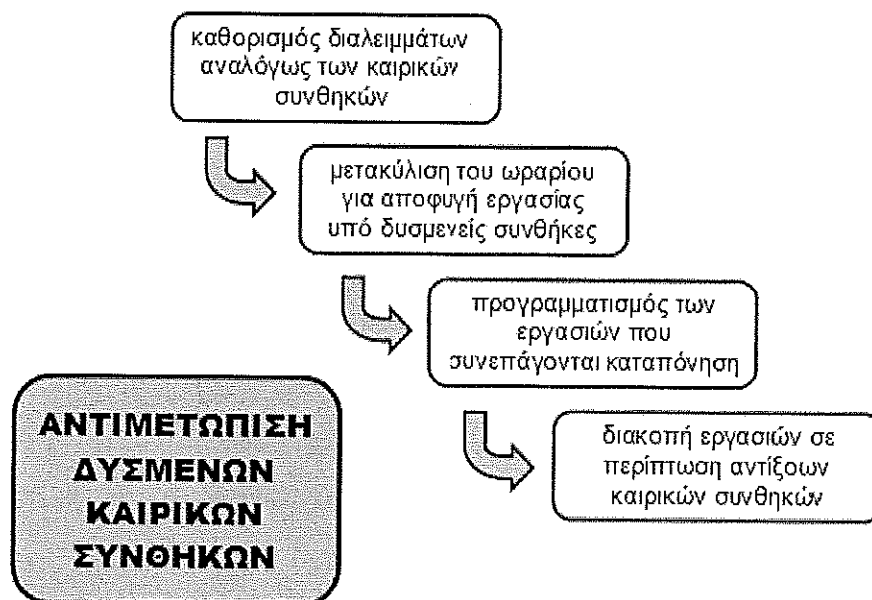 καθορισμός διαλειμμάτων
αναλόγως των καιρικών
συνθηκών
μετακύλιση του ωραρίου
για αποφυγή εργασίας
υπό δυσμενείς συνθήκες
προγραμματισμός των
εργασιών που
συνεπάγονται καταπόνηση
διακοπή εργασιών σε
περίπτωση αντίξοων
καιρικών συνθηκών
ΑΝΤΙΜΕΤΩΠΙΣΗ
ΔΥΣΜΕΝΩΝ
ΚΑΙΡΙΚΩΝ
ΣΥΝΘΗΚΩΝ